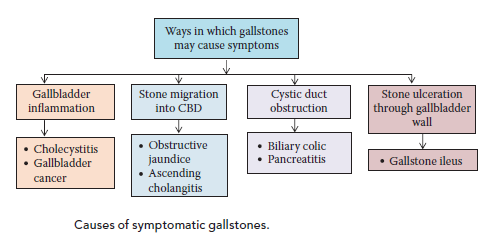 Ways in which gallstones
may cause symptoms
Gallbladder
inflammation
Stone migration
into CBD
Cystic duct
obstruction
Stone ulceration
through gallbladder
wall
• Cholecystitis
• Gallbladder
cancer
• Obstructive
jaundice
• Ascending
cholangitis
• Biliary colic
• Pancreatitis
• Gallstone ileus
Causes of symptomatic gallstones.